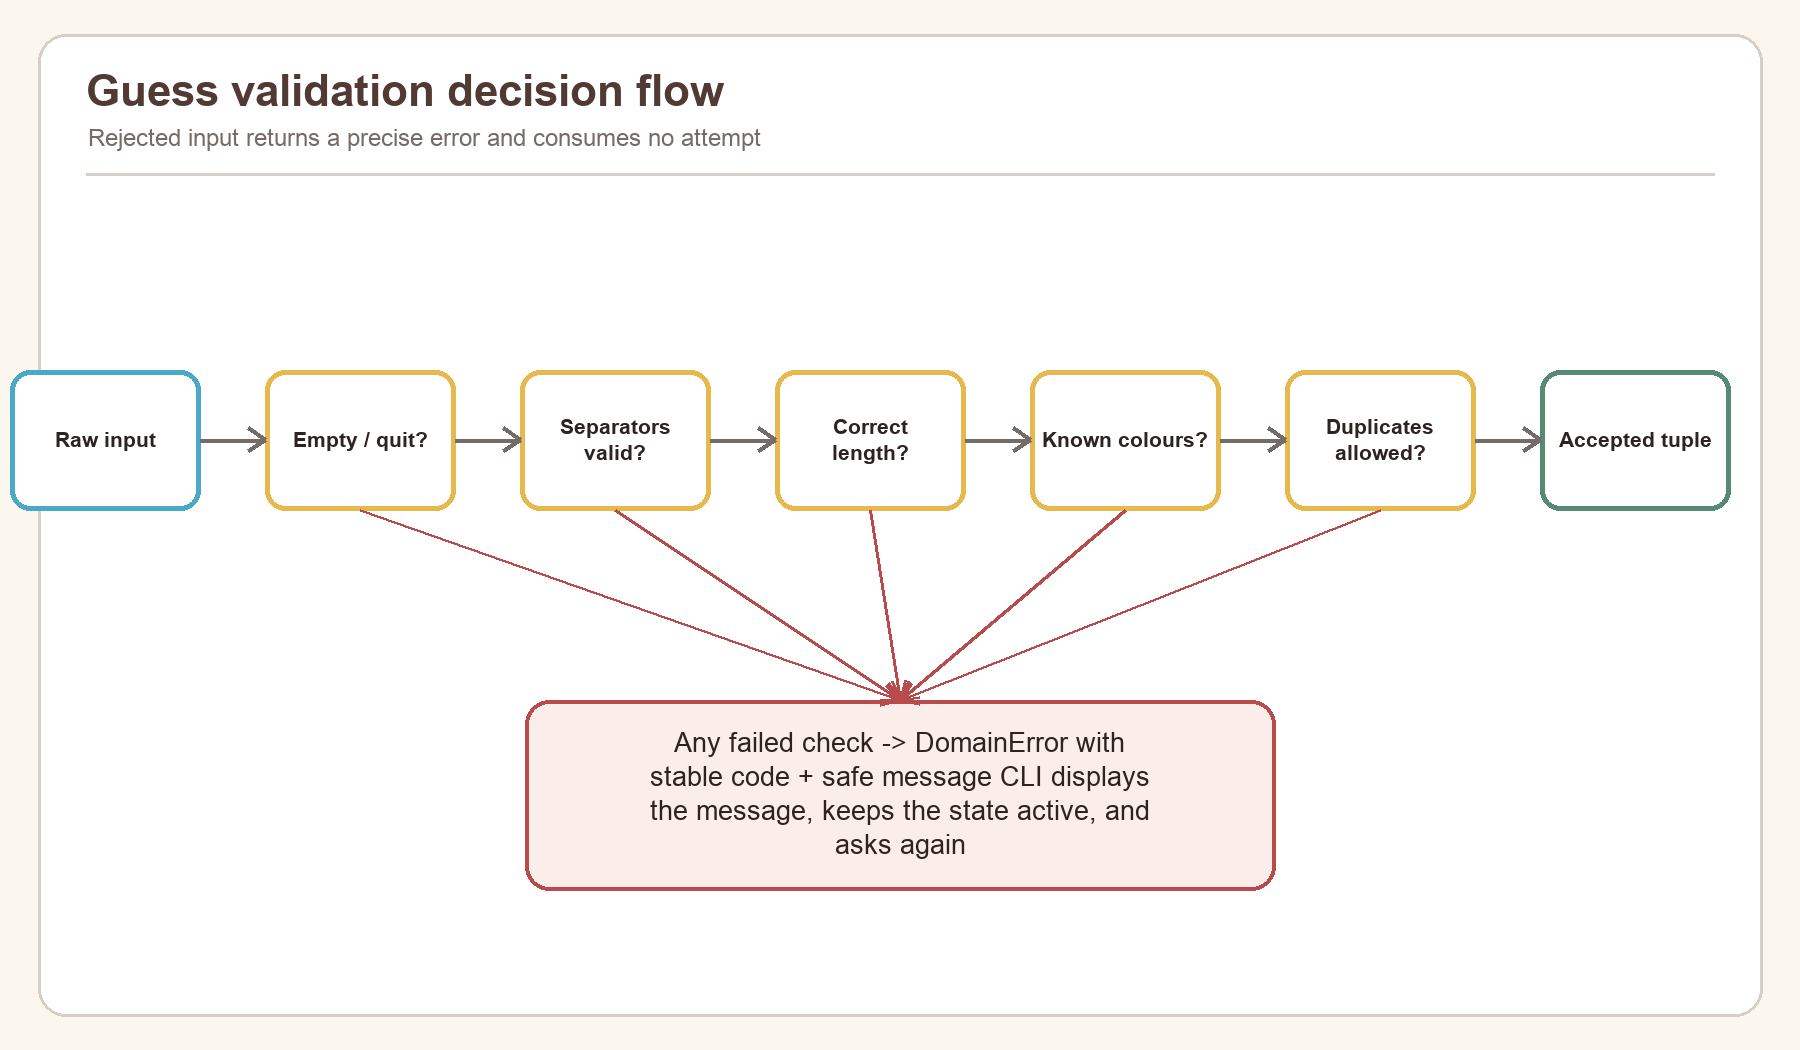 Guess validation decision flow
Rejected input returns a precise error and consumes no attempt
Raw input
Empty / quit?
Separators
valid?
Correct
length?
Known colours?
Duplicates
allowed?
Accepted tuple
Any failed check -> DomainError with
stable code + safe message CLI displays
the message, keeps the state active, and
asks again